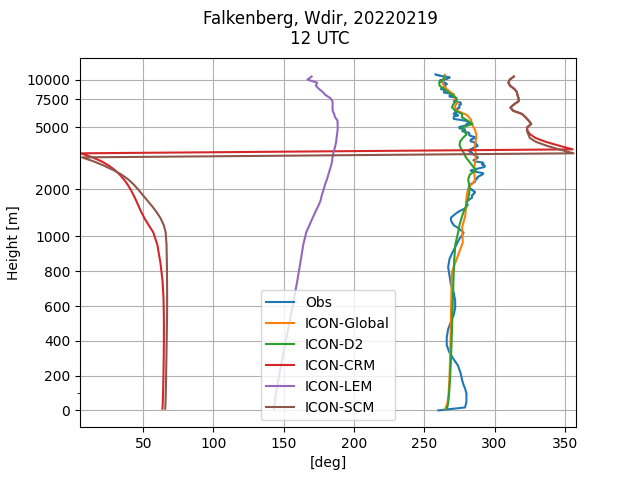 Falkenberg, Wdir, 20220219
12 UTC
Height [m]
10000
7500
5000
2000
1000
800
600
400
200
0
Obs
ICON-Global
ICON-D2
ICON-CRM
ICON-LEM
ICON-SCM
50
100
150
200
250
300
350
[deg]